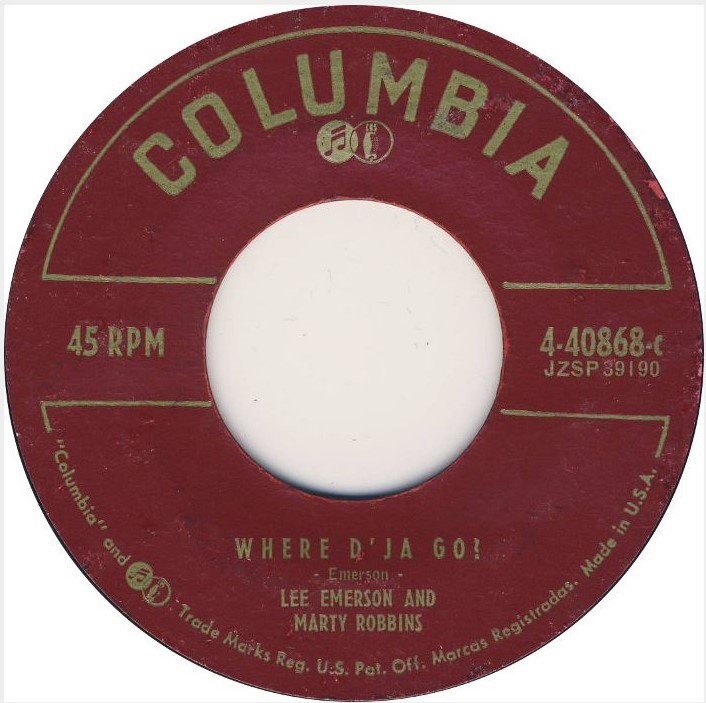 COLUMBIA
45 RPM
4-40868-c
JZSP 39190
WHERE D'JA GO?
- Emerson -
LEE EMERSON AND
MARTY ROBBINS
"Columbia" and Trade Marks Reg. U.S. Pat. Off. Marcas Registradas. Made in U.S.A.